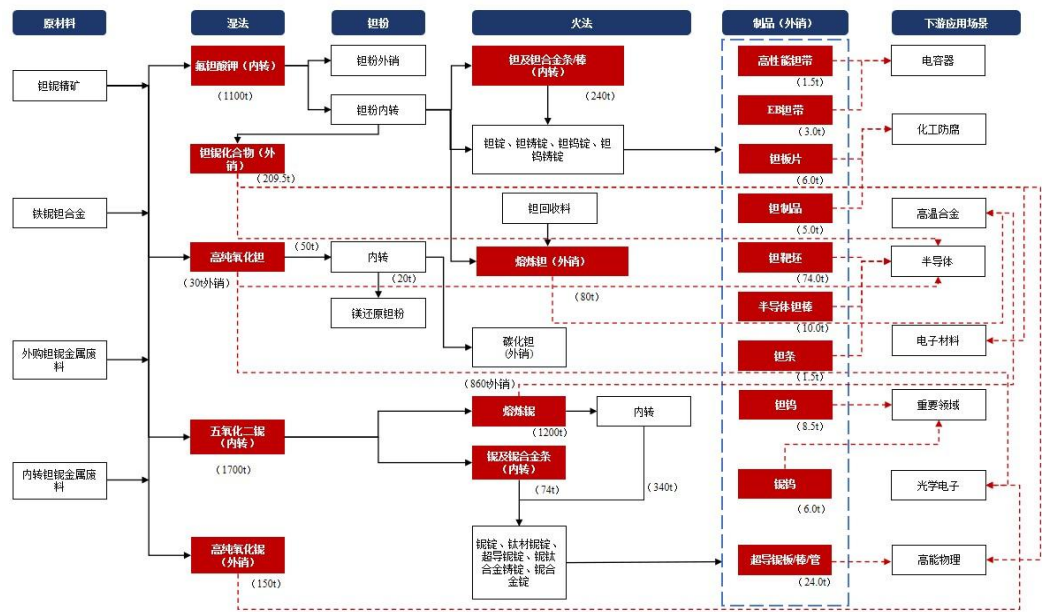 原材料
湿法
钽粉
火法
制品（外销）
下游应用场景
钽铌精矿
铁铌钽合金
外购钽铌金属废
料
内转钽铌金属废
料
氟钽酸钾（内转）
（1100t）
钽铌化合物（外
销）
（209.5t）
高纯氧化钽
（30t外销）
（50t）
五氧化二铌
（内转）
（1700t）
高纯氧化铌
（外销）
（150t）
钽粉外销
钽粉内转
内转
（20t）
镁还原钽粉
钽及钽合金条/棒
（内转）
（240t）
钽锭、钽铸锭、钽钨锭、钽
钨铸锭
钽回收料
熔炼钽（外销）
（80t）
碳化钽
（外销）
（860t外销）
熔炼铌
（1200t）
内转
铌及铌合金条
（内转）
（74t）
（340t）
铌锭、钛材铌锭、
超导铌锭、铌钛
合金铸锭、铌合
金锭
高性能钽带
（1.5t）
EB钽带
（3.0t）
钽板片
（6.0t）
钽制品
（5.0t）
钽靶坯
（74.0t）
半导体钽棒
（10.0t）
钽条
（1.5t）
钽钨
（8.5t）
铌钨
（6.0t）
超导铌板/棒/管
（24.0t）
电容器
化工防腐
高温合金
半导体
电子材料
重要领域
光学电子
高能物理